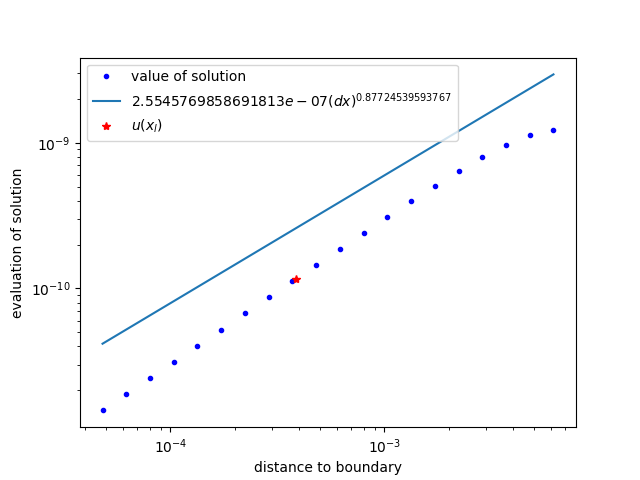 value of solution
2.5545769858691813e − 07(dx)^0.87724539593767
u(x_l)
10^−9
10^−10
evaluation of solution
10^−4
10^−3
distance to boundary